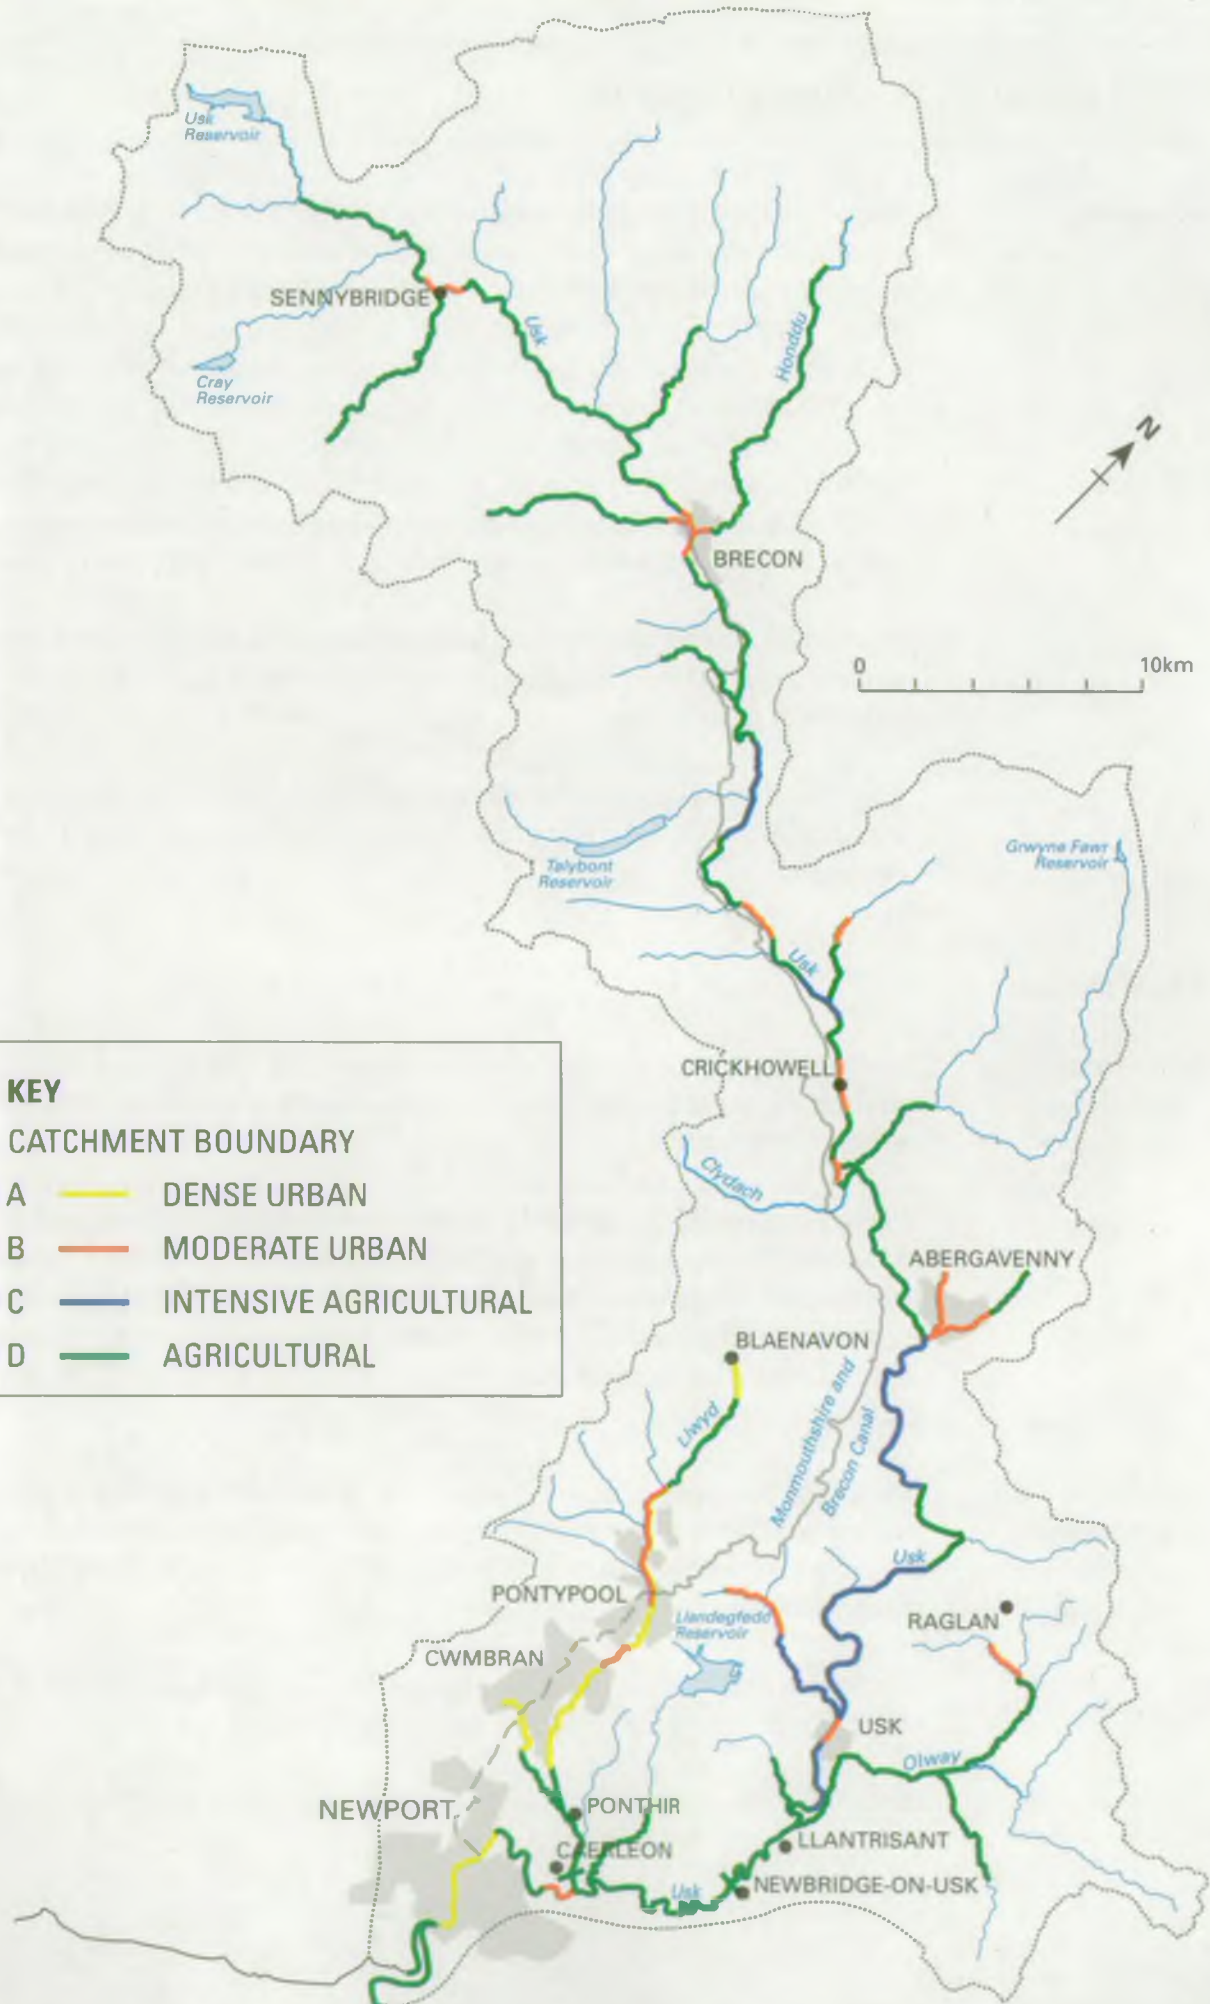 Usk
Reservoir
SENNYBRIDGE
Usk
Cray
Reservoir
Honddu
N
BRECON
0 10km
Talybont
Reservoir
Grwyne Fawr
Reservoir
Usk
CRICKHOWELL
Clydach
KEY
CATCHMENT BOUNDARY
A DENSE URBAN
B MODERATE URBAN
C INTENSIVE AGRICULTURAL
D AGRICULTURAL
ABERGAVENNY
BLAENAVON
Llwyd
Monmouthshire and
Brecon Canal
Usk
PONTYPOOL
Llandegfedd
Reservoir
RAGLAN
CWMBRAN
USK
Olway
NEWPORT
PONTHIR
CAERLEON
LLANTRISANT
Usk
NEWBRIDGE-ON-USK